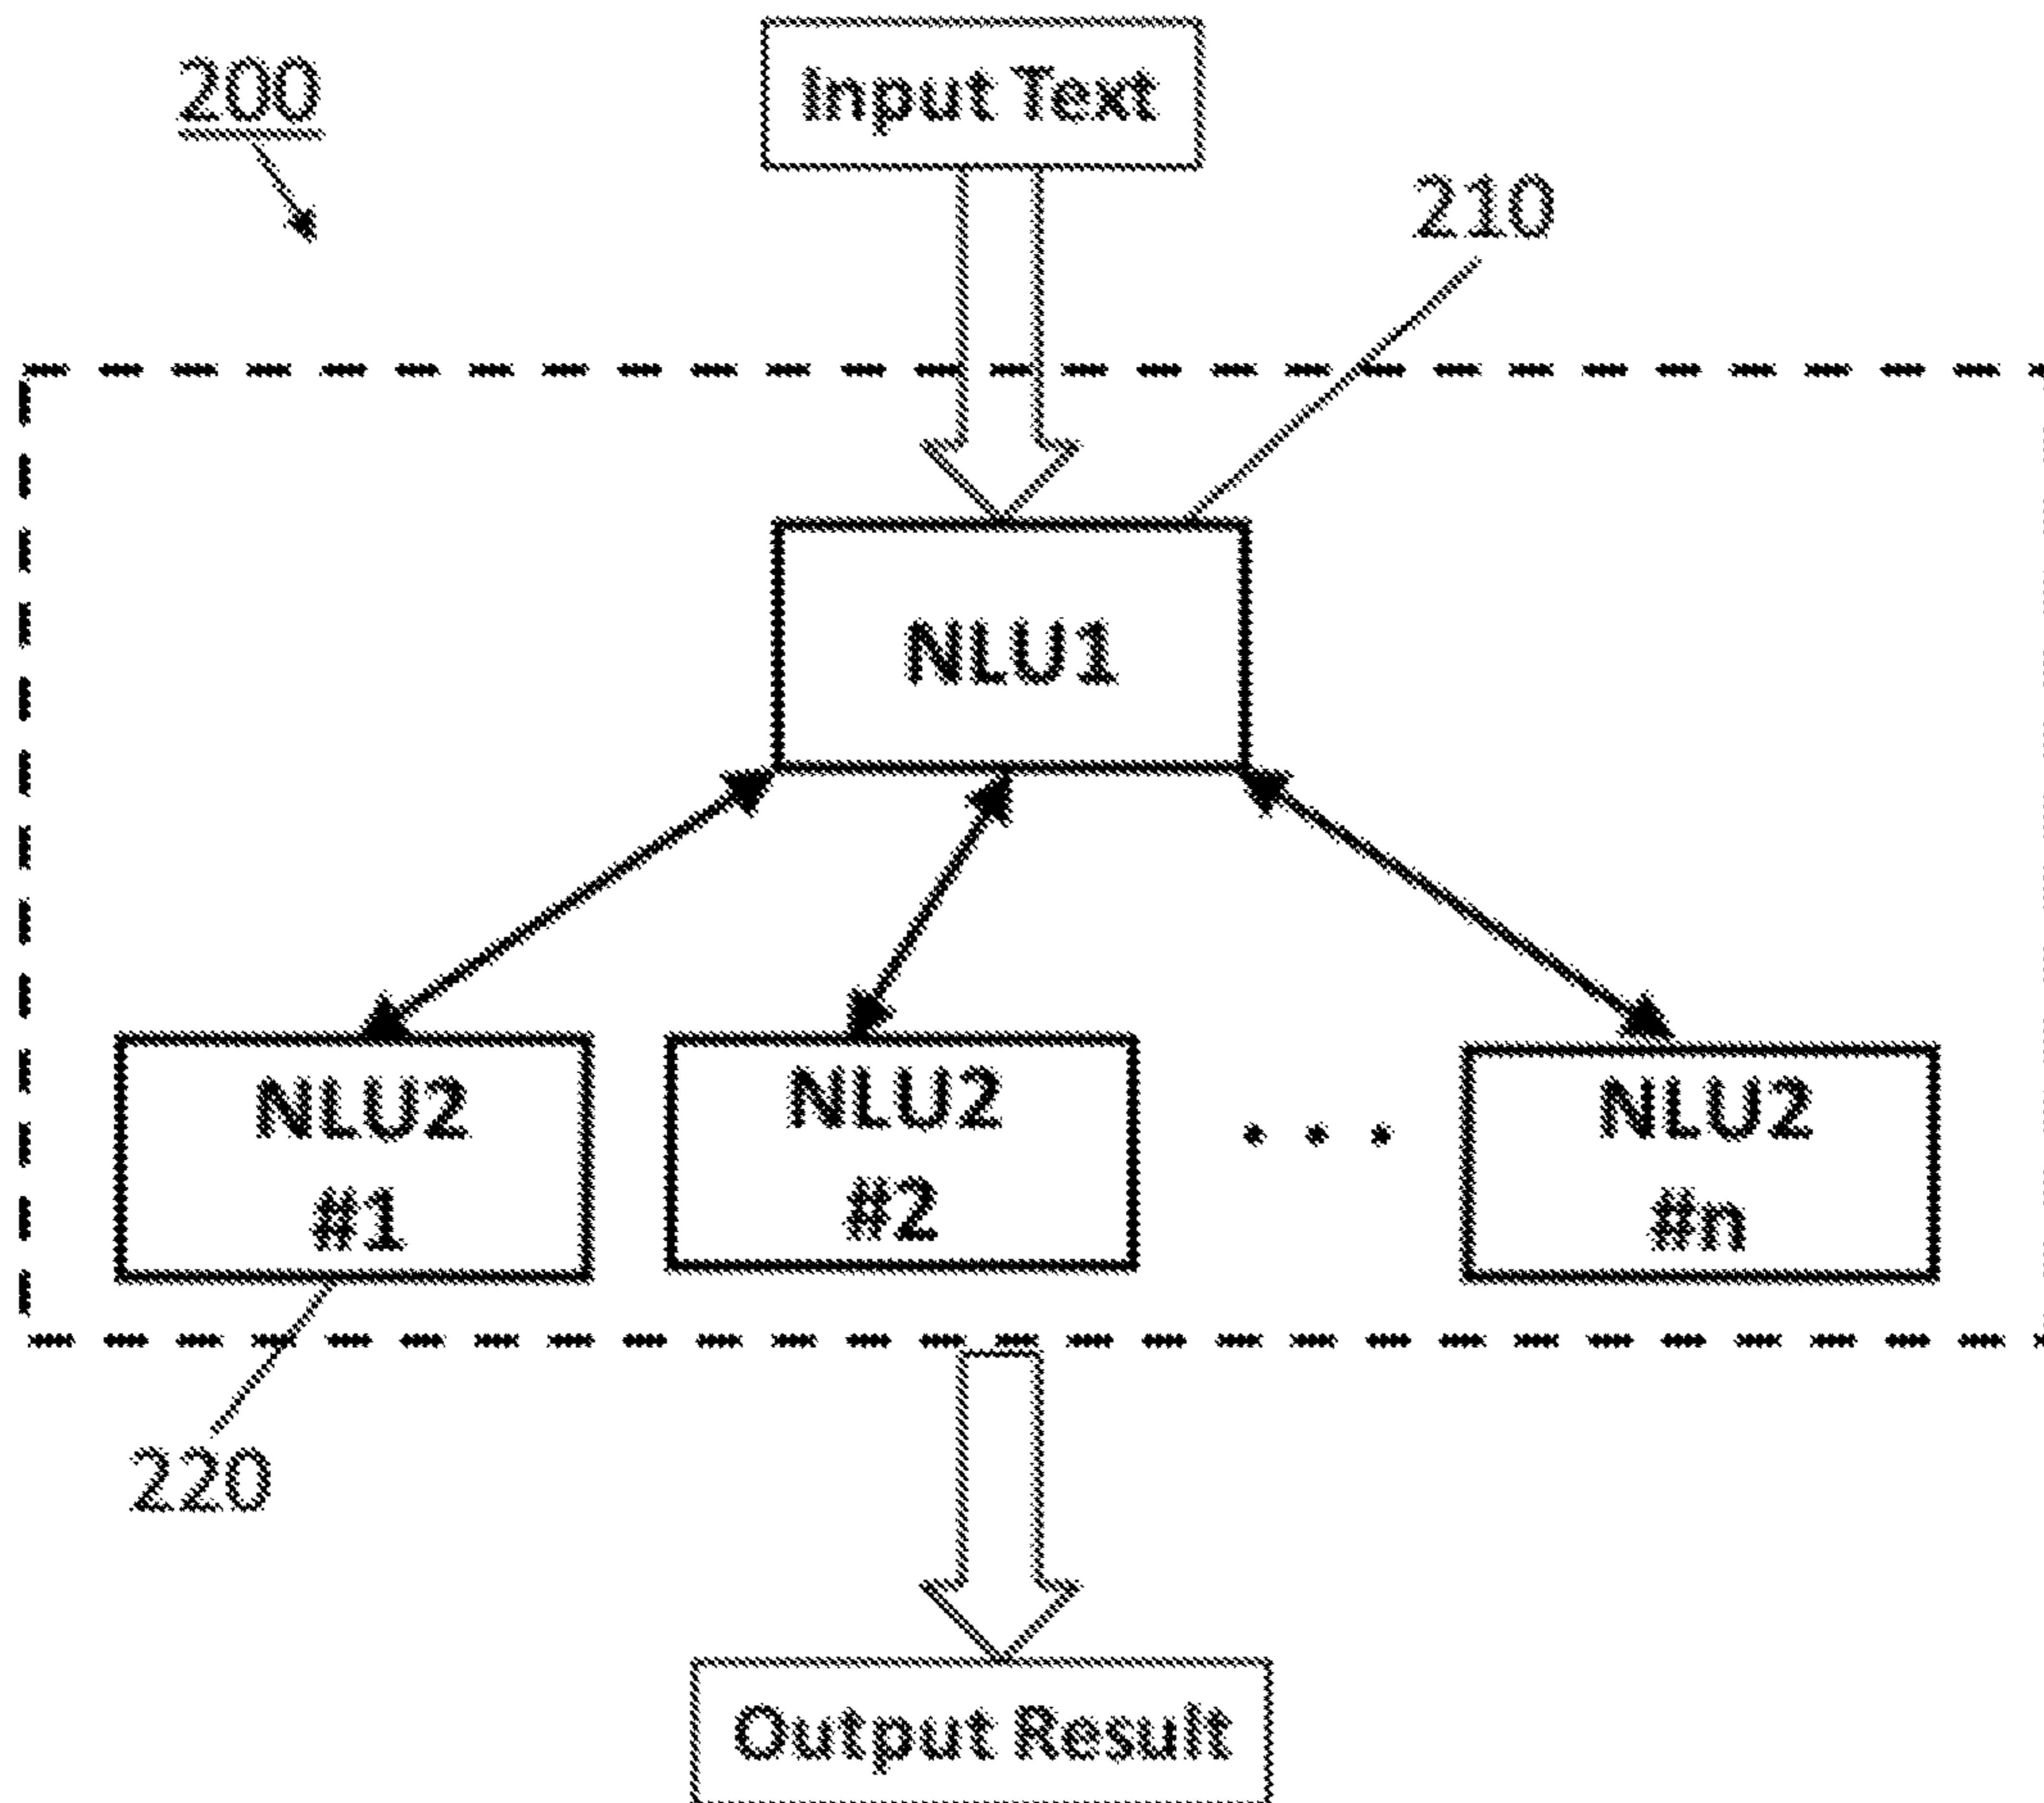 200
Input Text
210
NLU1
NLU2
#1
NLU2
#2
. . .
NLU2
#n
220
Output Result